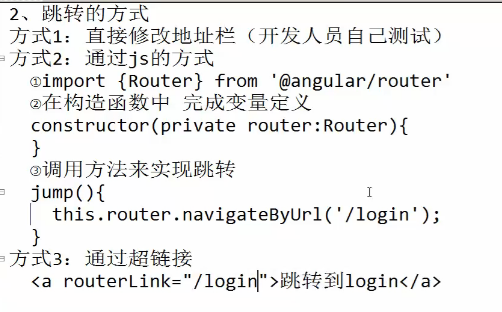 2、跳转的方式
方式1：直接修改地址栏（开发人员自己测试）
方式2：通过js的方式
①import {Router} from '@angular/router'
②在构造函数中 完成变量定义
constructor(private router:Router){
}
③调用方法来实现跳转
jump(){
this.router.navigateByUrl('/login');
}
方式3：通过超链接
<a routerLink="/login">跳转到login</a>